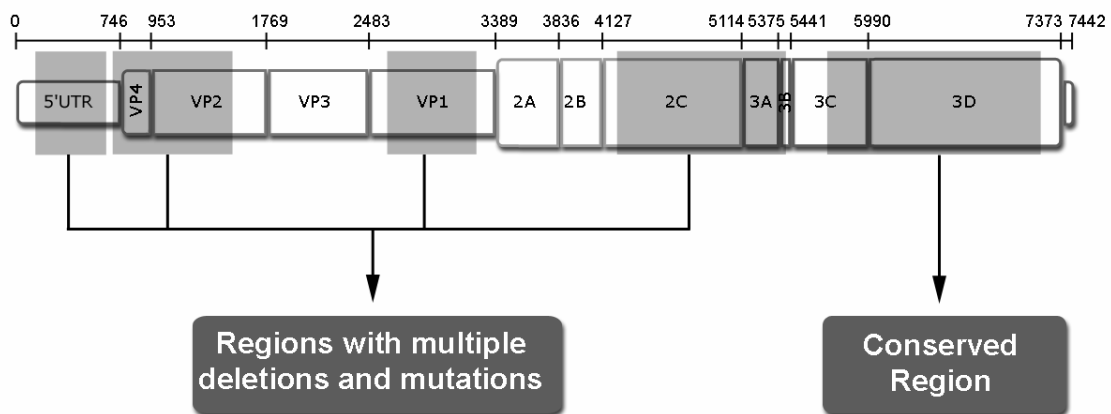 0 746 953 1769 2483 3389 3836 4127 5114 5375 5441 5990 7373 7442
5'UTR VP4 VP2 VP3 VP1 2A 2B 2C 3A 3B 3C 3D
Regions with multiple
deletions and mutations
Conserved
Region